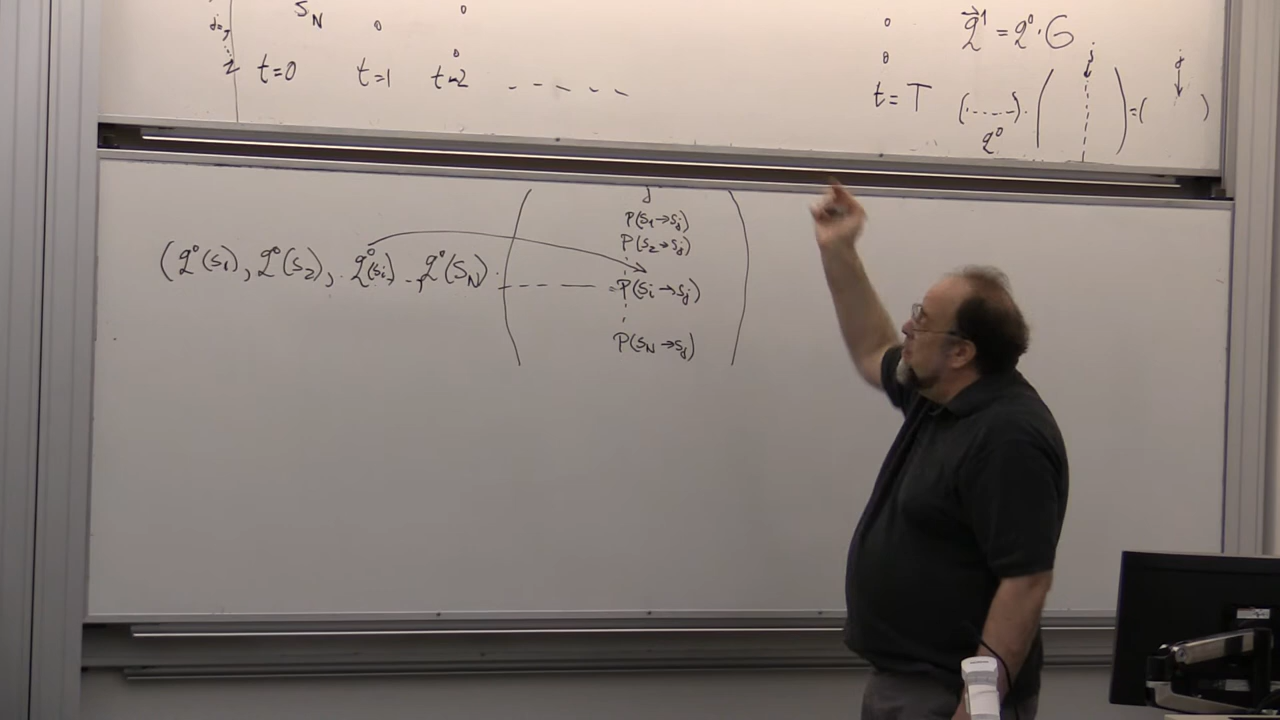 S_N
t=0 t=1 t=2 - - - - - t=T
q⃗¹ = q⁰·G
j j
(......)·( )=( )
q⁰
j
P(S₁→Sⱼ)
P(S₂→Sⱼ)
(q⁰(S₁), q⁰(S₂), . q⁰(Sᵢ) .., q⁰(S_N)) · ( - - - - P(Sᵢ→Sⱼ) )
P(S_N→Sⱼ)